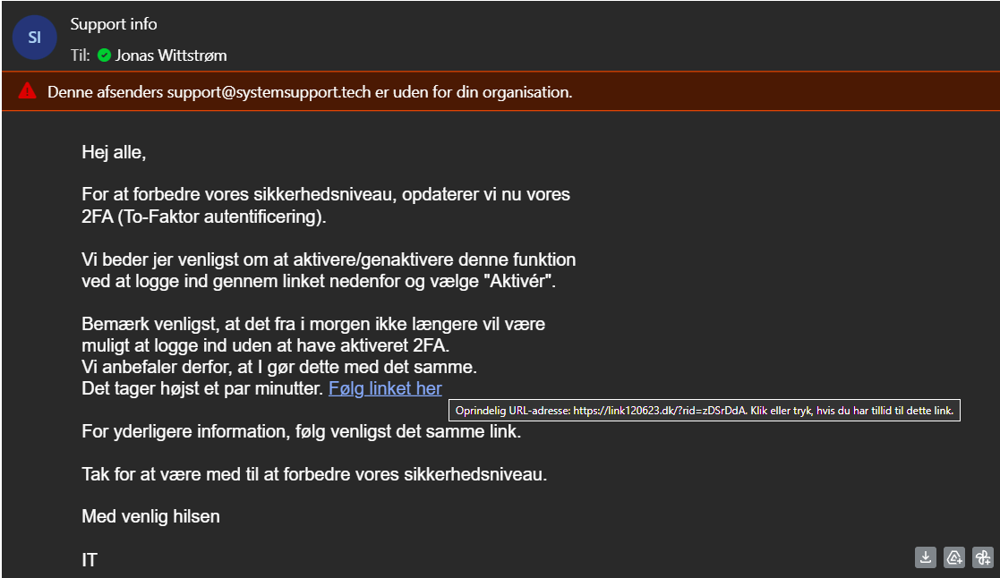 SI
Support info
Til: Jonas Wittstrøm
Denne afsenders support@systemsupport.tech er uden for din organisation.
Hej alle,
For at forbedre vores sikkerhedsniveau, opdaterer vi nu vores
2FA (To-Faktor autentificering).
Vi beder jer venligst om at aktivere/genaktivere denne funktion
ved at logge ind gennem linket nedenfor og vælge "Aktivér".
Bemærk venligst, at det fra i morgen ikke længere vil være
muligt at logge ind uden at have aktiveret 2FA.
Vi anbefaler derfor, at I gør dette med det samme.
Det tager højst et par minutter. Følg linket her
Oprindelig URL-adresse: https://link120623.dk/?rid=zDSrDdA. Klik eller tryk, hvis du har tillid til dette link.
For yderligere information, følg venligst det samme link.
Tak for at være med til at forbedre vores sikkerhedsniveau.
Med venlig hilsen
IT